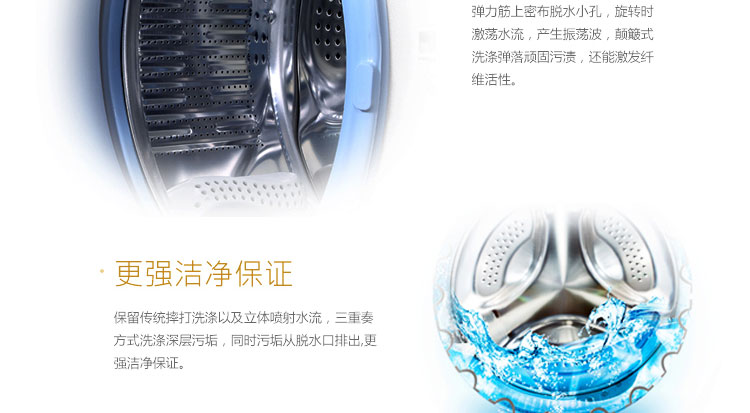 弹力筋上密布脱水小孔，旋转时
激荡水流，产生振荡波，颠簸式
洗涤弹落顽固污渍，还能激发纤
维活性。
更强洁净保证
保留传统摔打洗涤以及立体喷射水流，三重奏
方式洗涤深层污垢，同时污垢从脱水口排出,更
强洁净保证。